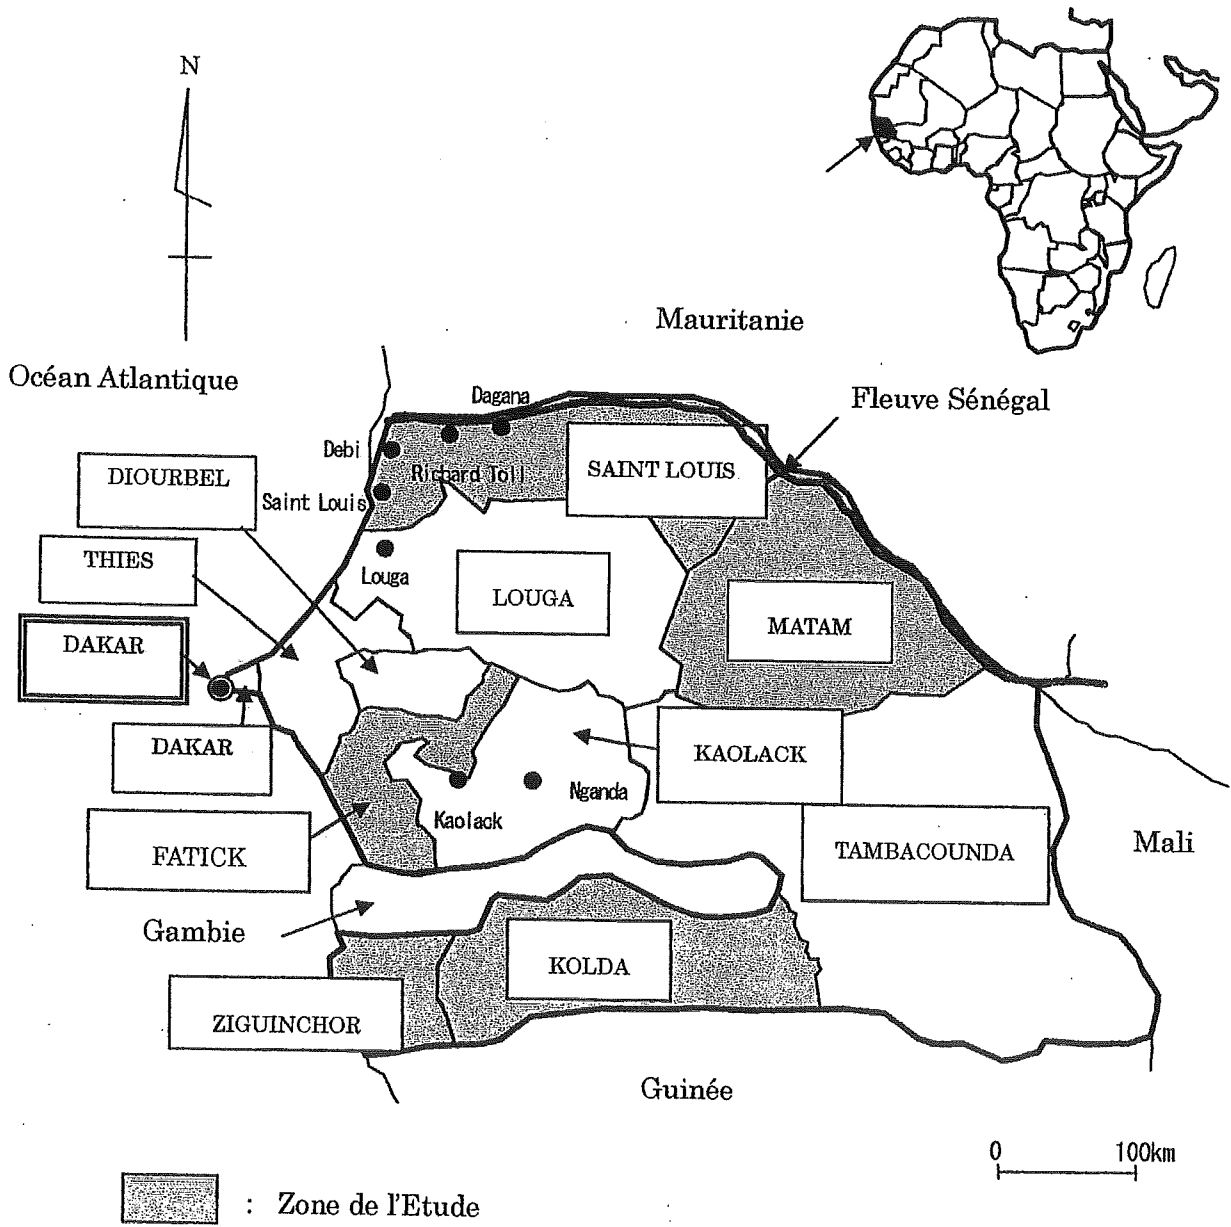 N
Mauritanie
Océan Atlantique
Dagana
Fleuve Sénégal
Debi
Richard Toll
SAINT LOUIS
DIOURBEL
Saint Louis
THIES
Louga
LOUGA
MATAM
DAKAR
DAKAR
KAOLACK
Nganda
Kaolack
FATICK
TAMBACOUNDA
Mali
Gambie
KOLDA
ZIGUINCHOR
Guinée
0 100km
: Zone de l'Etude